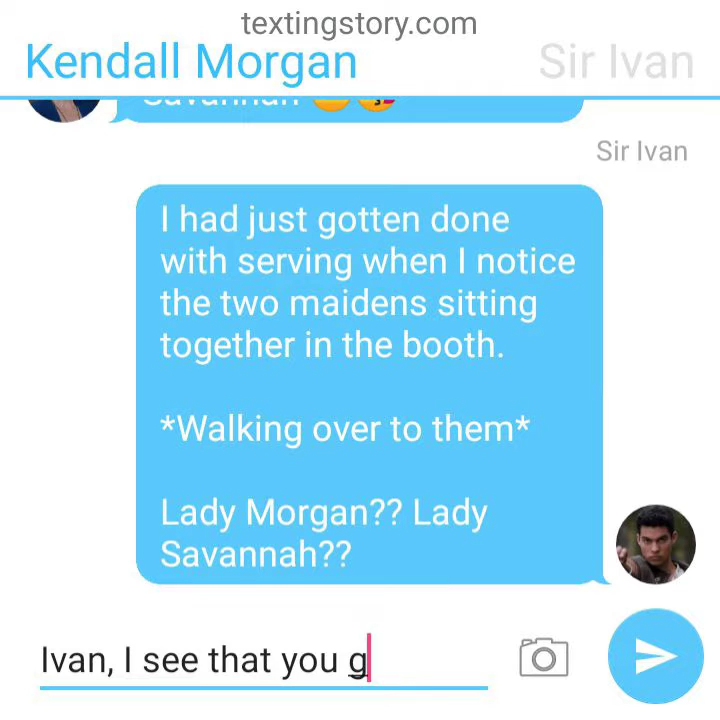 textingstory.com
Kendall Morgan
Sir Ivan
Savannah
Sir Ivan
I had just gotten done
with serving when I notice
the two maidens sitting
together in the booth.
*Walking over to them*
Lady Morgan?? Lady
Savannah??
Ivan, I see that you g